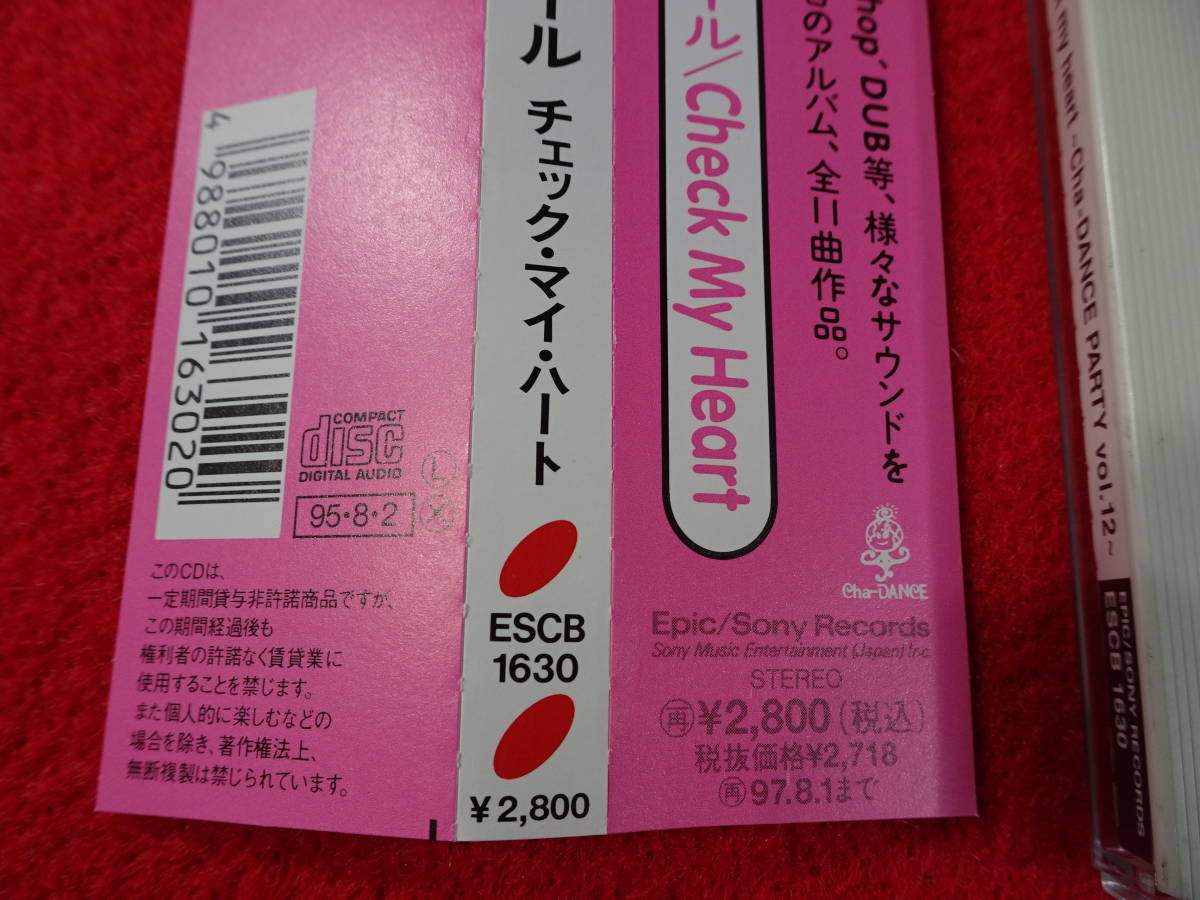 4 988010 163020
COMPACT
disc
DIGITAL AUDIO
95・8・2
L
X
このCDは、
一定期間貸与非許諾商品ですが、
この期間経過後も
権利者の許諾なく賃貸業に
使用することを禁じます。
また個人的に楽しむなどの
場合を除き、著作権法上、
無断複製は禁じられています。
ール チェック・マイ・ハート
ESCB
1630
¥2,800
ール\Check My Heart
hop、DUB等、様々なサウンドを
のアルバム、全11曲作品。
Cha-DANCE
Epic/Sony Records
Sony Music Entertainment (Japan) Inc.
STEREO
再¥2,800(税込)
税抜価格¥2,718
再97.8.1まで
my heart ~Cha-DANCE PARTY vol.12~
EPIC/SONY RECORDS
ESCB 1630